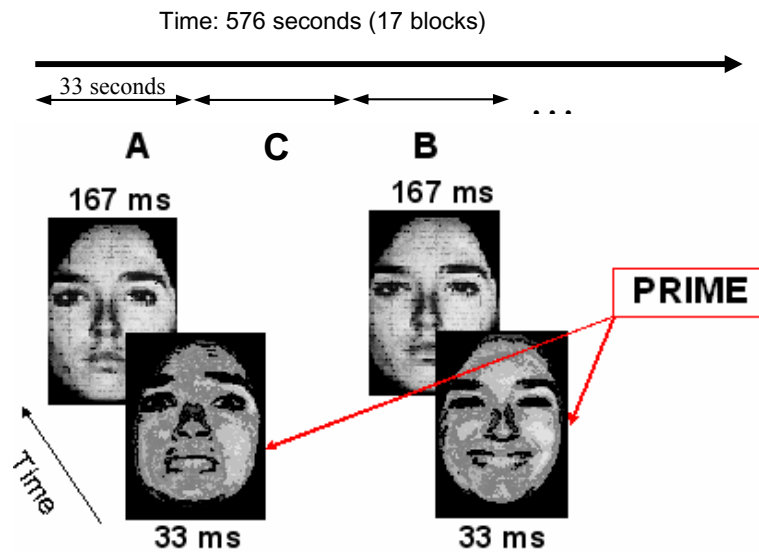 Time: 576 seconds (17 blocks)
33 seconds
. . .
A C B
167 ms 167 ms
PRIME
Time
33 ms 33 ms